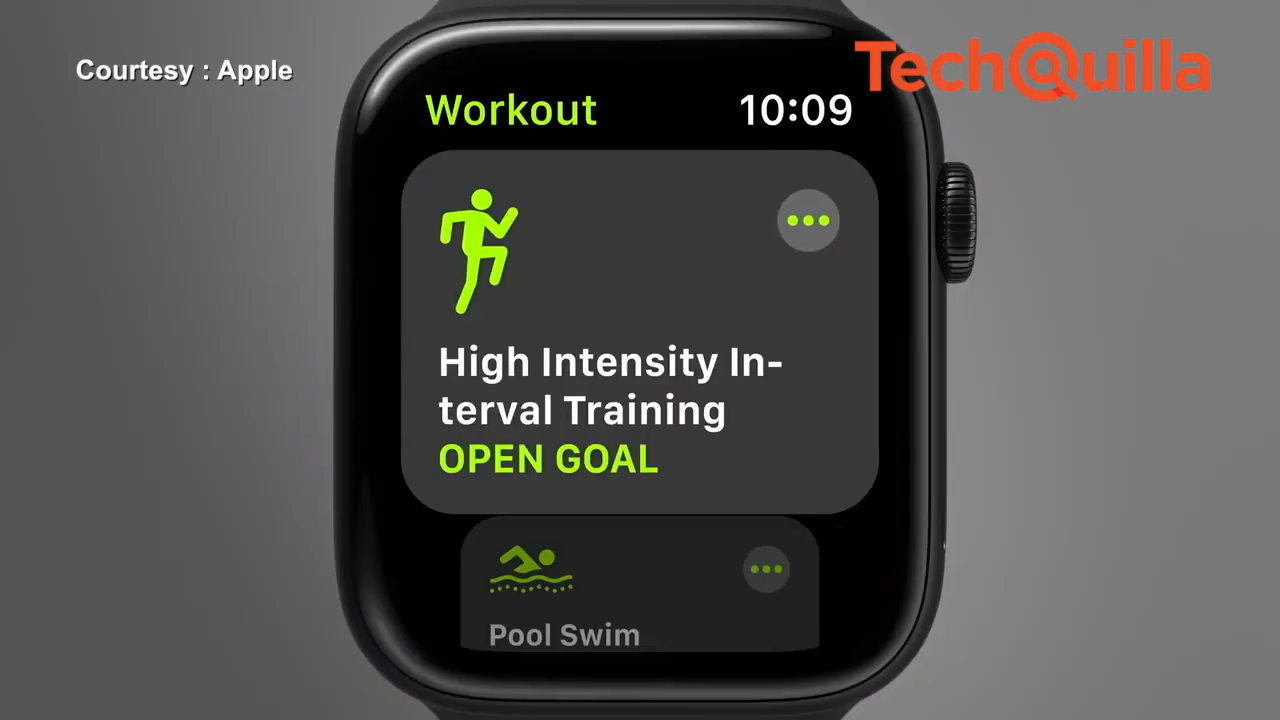 Courtesy : Apple
TechQuilla
Workout
10:09
High Intensity In-
terval Training
OPEN GOAL
Pool Swim